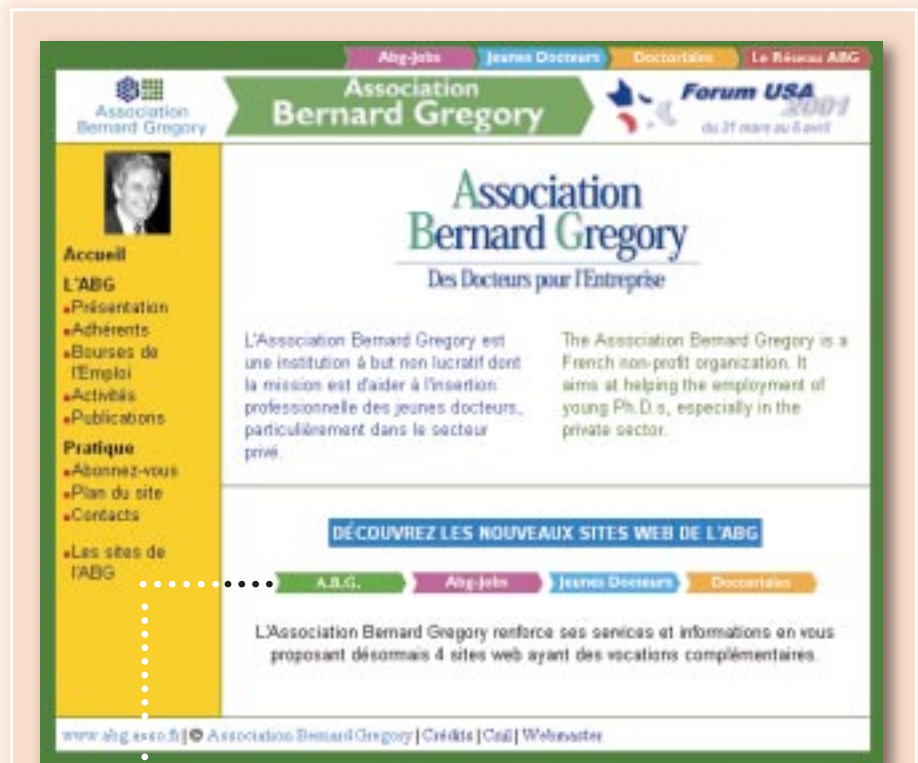 Abg-Jobs Jeunes Docteurs Doctoriales Le Réseau ABG
Association
Bernard Gregory
Association
Bernard Gregory
Forum USA
2001
du 31 mars au 6 avril
Association
Bernard Gregory
Des Docteurs pour l'Entreprise
Accueil
L'ABG
Présentation
Adhérents
Bourses de
l'Emploi
Activités
Publications
Pratique
Abonnez-vous
Plan du site
Contacts
Les sites de
l'ABG
L'Association Bernard Gregory est
une institution à but non lucratif dont
la mission est d'aider à l'insertion
professionnelle des jeunes docteurs,
particulièrement dans le secteur
privé.
The Association Bernard Gregory is a
French non-profit organization. It
aims at helping the employment of
young Ph.D.s, especially in the
private sector.
DÉCOUVREZ LES NOUVEAUX SITES WEB DE L'ABG
A.B.G. Abg-Jobs Jeunes Docteurs Doctoriales
L'Association Bernard Gregory renforce ses services et informations en vous
proposant désormais 4 sites web ayant des vocations complémentaires.
www.abg.asso.fr | © Association Bernard Gregory | Crédits | Cnil | Webmaster